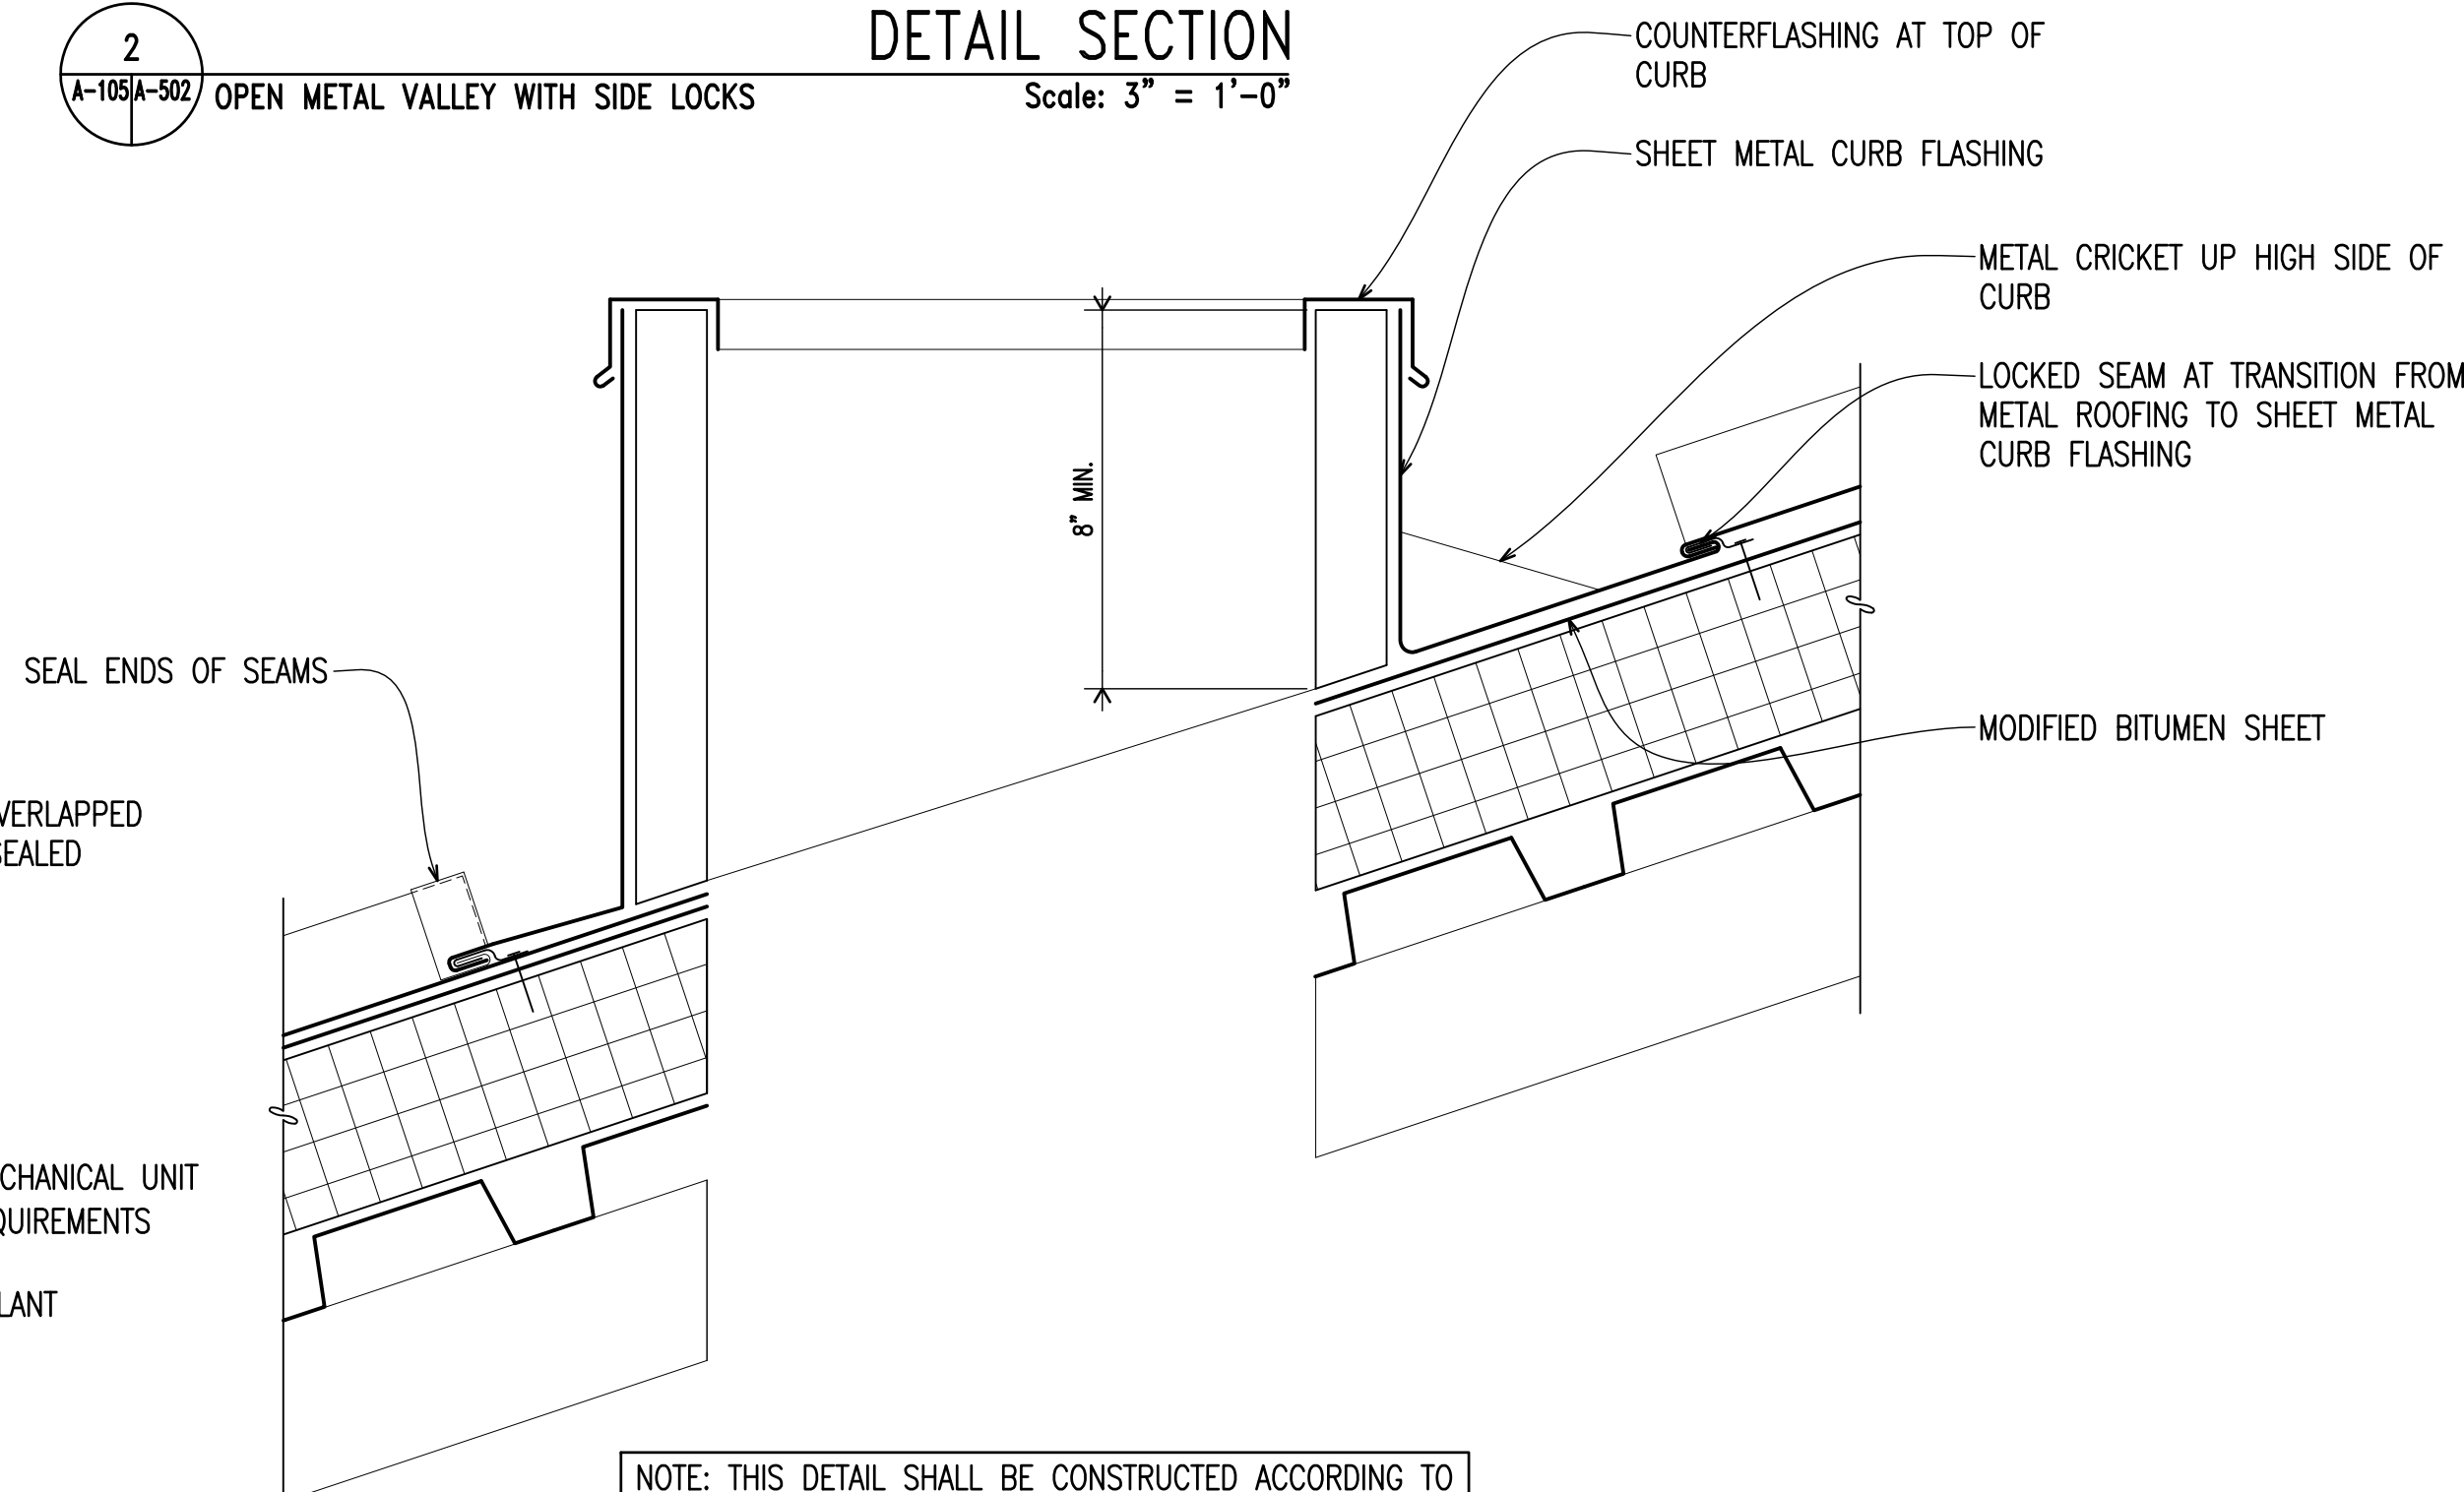 2
A-105 A-502
DETAIL SECTION
OPEN METAL VALLEY WITH SIDE LOCKS
Scale: 3" = 1'-0"
COUNTERFLASHING AT TOP OF
CURB
SHEET METAL CURB FLASHING
METAL CRICKET UP HIGH SIDE OF
CURB
LOCKED SEAM AT TRANSITION FROM
METAL ROOFING TO SHEET METAL
CURB FLASHING
8" MIN.
SEAL ENDS OF SEAMS
MODIFIED BITUMEN SHEET
VERLAPPED
SEALED
CHANICAL UNIT
QUIREMENTS
LANT
NOTE: THIS DETAIL SHALL BE CONSTRUCTED ACCORDING TO